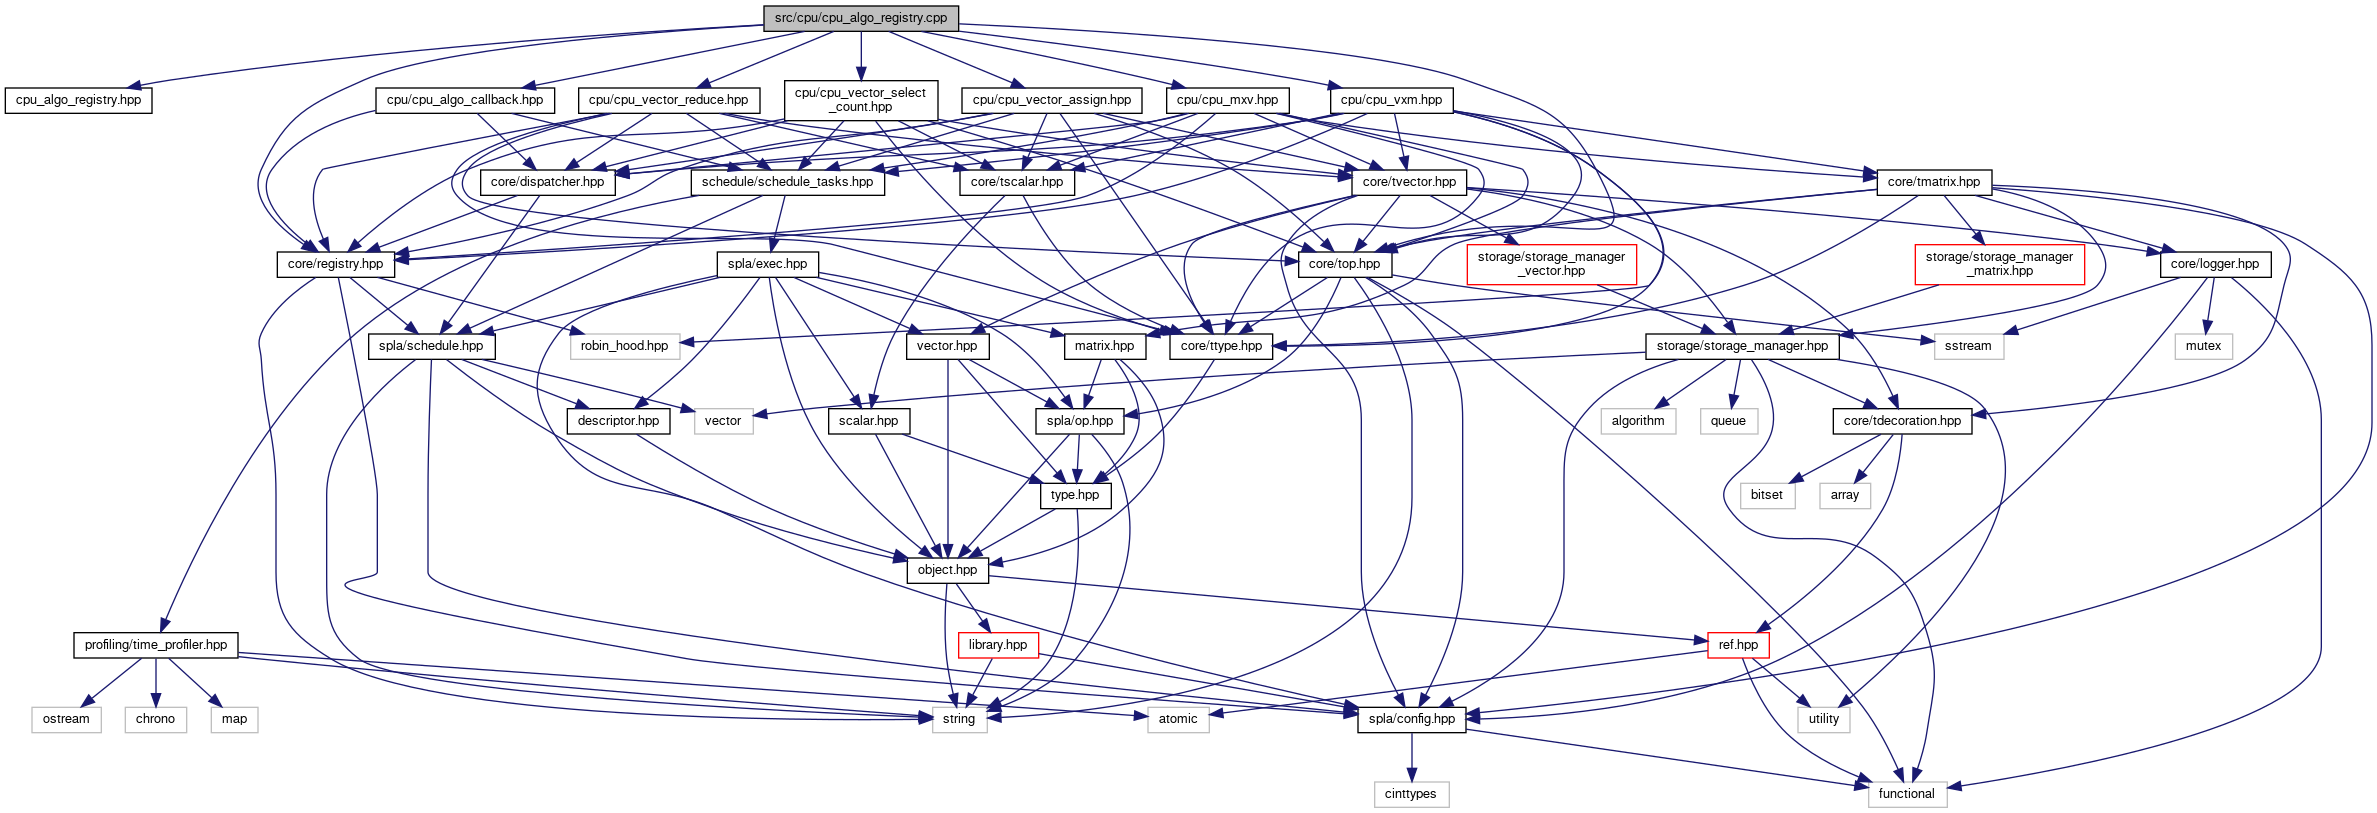 src/cpu/cpu_algo_registry.cpp
cpu_algo_registry.hpp
cpu/cpu_algo_callback.hpp
cpu/cpu_vector_reduce.hpp
cpu/cpu_vector_select
_count.hpp
cpu/cpu_vector_assign.hpp
cpu/cpu_mxv.hpp
cpu/cpu_vxm.hpp
core/dispatcher.hpp
schedule/schedule_tasks.hpp
core/tscalar.hpp
core/tvector.hpp
core/tmatrix.hpp
core/registry.hpp
spla/exec.hpp
core/top.hpp
storage/storage_manager
_vector.hpp
storage/storage_manager
_matrix.hpp
core/logger.hpp
spla/schedule.hpp
robin_hood.hpp
vector.hpp
matrix.hpp
core/ttype.hpp
storage/storage_manager.hpp
sstream
mutex
descriptor.hpp
vector
scalar.hpp
spla/op.hpp
algorithm
queue
core/tdecoration.hpp
type.hpp
bitset
array
object.hpp
profiling/time_profiler.hpp
library.hpp
ref.hpp
ostream
chrono
map
string
atomic
spla/config.hpp
utility
cinttypes
functional